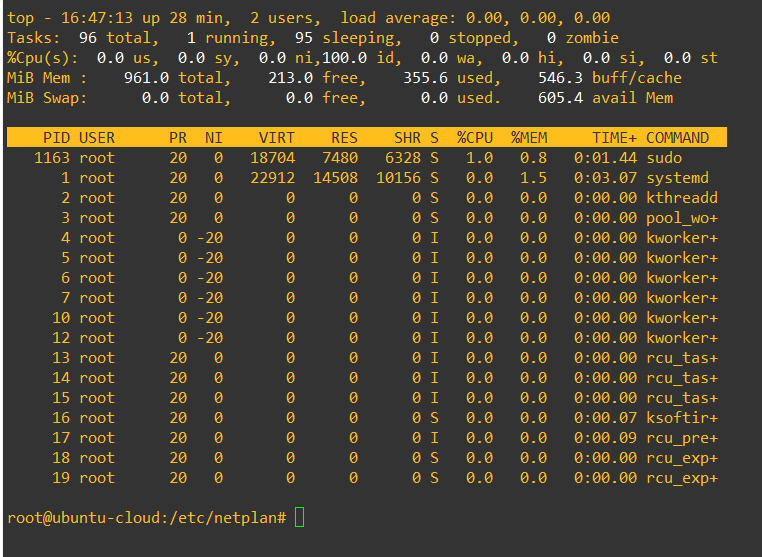 top - 16:47:13 up 28 min,  2 users,  load average: 0.00, 0.00, 0.00
Tasks:  96 total,   1 running,  95 sleeping,   0 stopped,   0 zombie
%Cpu(s):  0.0 us,  0.0 sy,  0.0 ni,100.0 id,  0.0 wa,  0.0 hi,  0.0 si,  0.0 st
MiB Mem :    961.0 total,    213.0 free,    355.6 used,    546.3 buff/cache
MiB Swap:      0.0 total,      0.0 free,      0.0 used.    605.4 avail Mem
    PID USER      PR  NI    VIRT    RES    SHR S  %CPU  %MEM     TIME+ COMMAND
   1163 root      20   0   18704   7480   6328 S   1.0   0.8   0:01.44 sudo
      1 root      20   0   22912  14508  10156 S   0.0   1.5   0:03.07 systemd
      2 root      20   0       0      0      0 S   0.0   0.0   0:00.00 kthreadd
      3 root      20   0       0      0      0 S   0.0   0.0   0:00.00 pool_wo+
      4 root       0 -20       0      0      0 I   0.0   0.0   0:00.00 kworker+
      5 root       0 -20       0      0      0 I   0.0   0.0   0:00.00 kworker+
      6 root       0 -20       0      0      0 I   0.0   0.0   0:00.00 kworker+
      7 root       0 -20       0      0      0 I   0.0   0.0   0:00.00 kworker+
     10 root       0 -20       0      0      0 I   0.0   0.0   0:00.00 kworker+
     12 root       0 -20       0      0      0 I   0.0   0.0   0:00.00 kworker+
     13 root      20   0       0      0      0 I   0.0   0.0   0:00.00 rcu_tas+
     14 root      20   0       0      0      0 I   0.0   0.0   0:00.00 rcu_tas+
     15 root      20   0       0      0      0 I   0.0   0.0   0:00.00 rcu_tas+
     16 root      20   0       0      0      0 S   0.0   0.0   0:00.07 ksoftir+
     17 root      20   0       0      0      0 I   0.0   0.0   0:00.09 rcu_pre+
     18 root      20   0       0      0      0 S   0.0   0.0   0:00.00 rcu_exp+
     19 root      20   0       0      0      0 S   0.0   0.0   0:00.00 rcu_exp+
root@ubuntu-cloud:/etc/netplan#